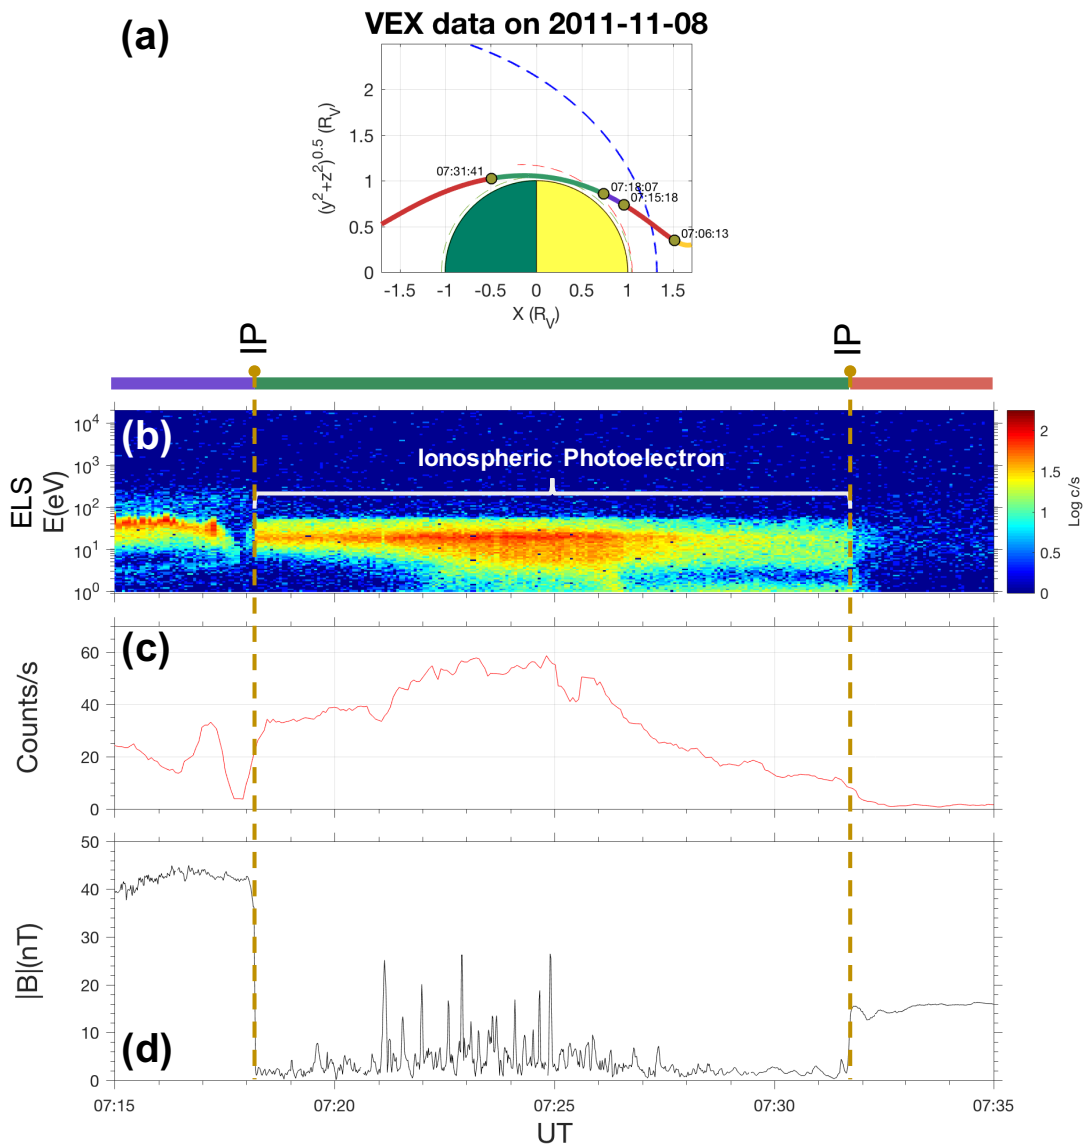 (a)
VEX data on 2011-11-08
(y²+z²)^0.5 (R_V)
2
1.5
1
0.5
0
07:31:41
07:18:07
07:15:18
07:06:13
-1.5 -1 -0.5 0 0.5 1 1.5
X (R_V)
IP IP
(b)
Ionospheric Photoelectron
ELS
E(eV)
10⁴
10³
10²
10¹
10⁰
2
1.5
1
0.5
0
Log c/s
(c)
Counts/s
60
40
20
0
(d)
|B|(nT)
50
40
30
20
10
0
07:15 07:20 07:25 07:30 07:35
UT